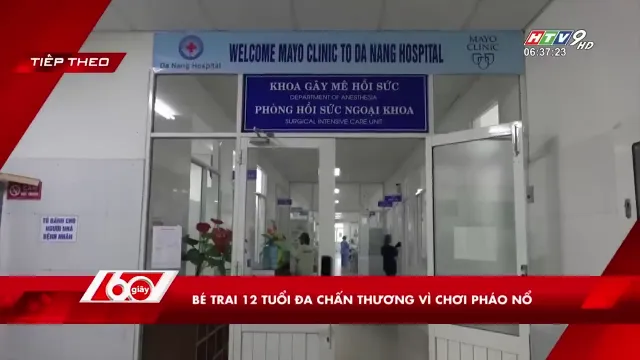 TIẾP THEO
HTV9 HD
06:37:23
WELCOME MAYO CLINIC TO DA NANG HOSPITAL
Da Nang Hospital
MAYO
CLINIC
KHOA GÂY MÊ HỒI SỨC
DEPARTMENT OF ANESTHESIA
PHÒNG HỒI SỨC NGOẠI KHOA
SURGICAL INTENSIVE CARE UNIT
TỦ DÀNH CHO
NGƯỜI NHÀ
BỆNH NHÂN
60 giây
BÉ TRAI 12 TUỔI ĐA CHẤN THƯƠNG VÌ CHƠI PHÁO NỔ